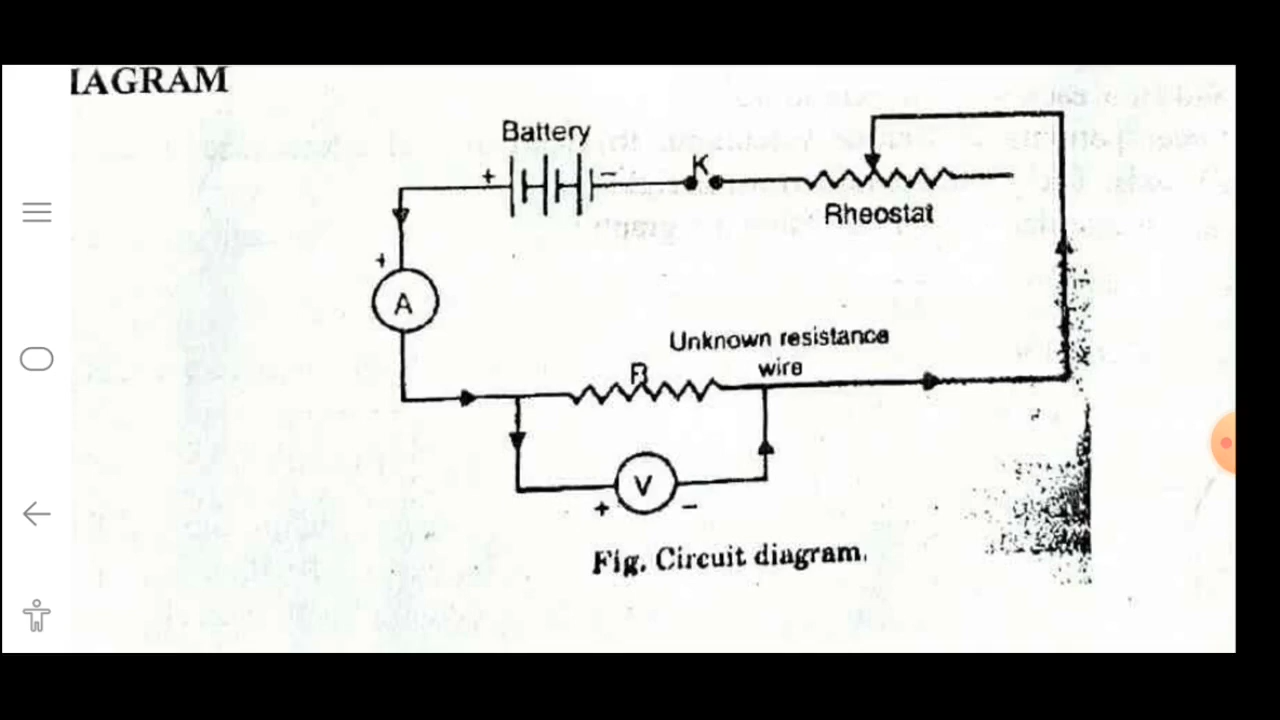 IAGRAM
Battery
+ −
K
Rheostat
+
A
Unknown resistance
wire
R
V
+ −
Fig. Circuit diagram.